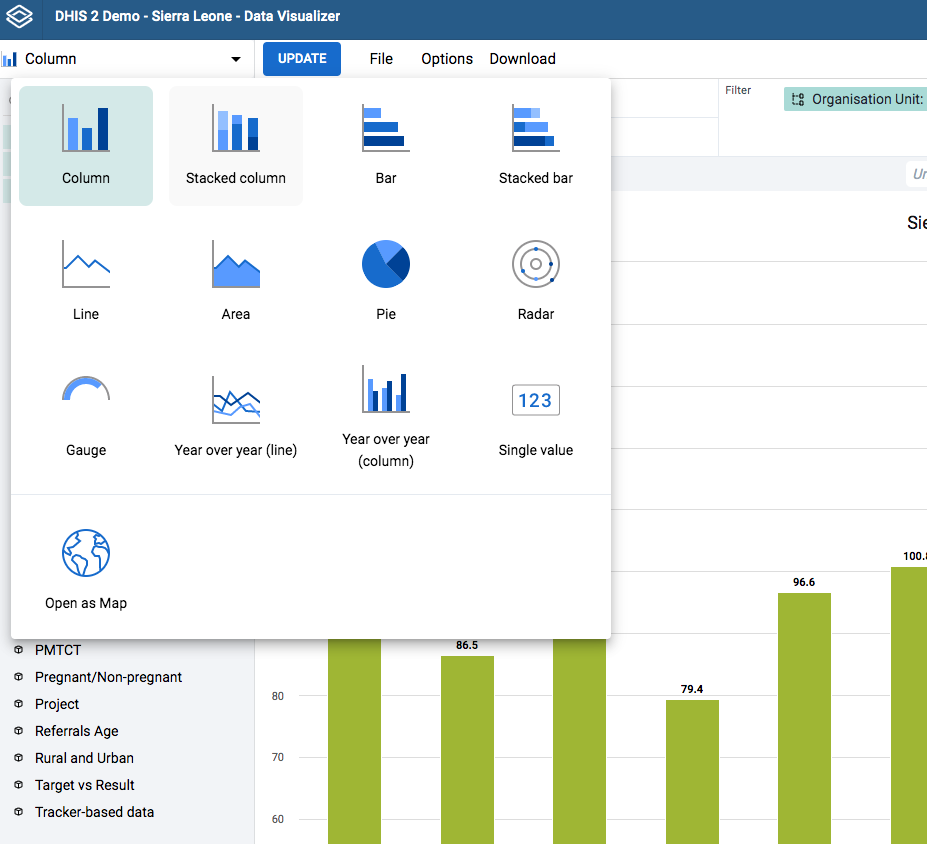 DHIS 2 Demo - Sierra Leone - Data Visualizer
Column
UPDATE
File
Options
Download
Filter
Organisation Unit:
Column
Stacked column
Bar
Stacked bar
Line
Area
Pie
Radar
Gauge
Year over year (line)
Year over year
(column)
123
Single value
Open as Map
PMTCT
Pregnant/Non-pregnant
Project
Referrals Age
Rural and Urban
Target vs Result
Tracker-based data
86.5
79.4
96.6
80
70
60